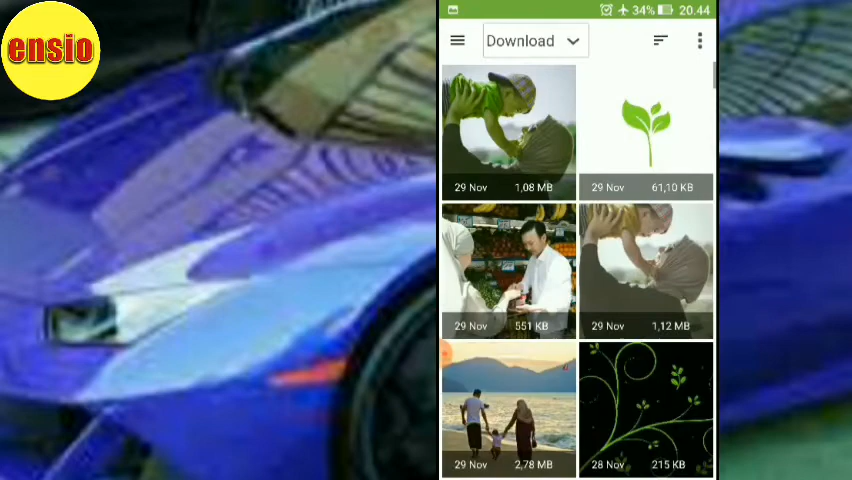 ensio
34% 20.44
Download
29 Nov 1,08 MB
29 Nov 61,10 KB
29 Nov 551 KB
29 Nov 1,12 MB
29 Nov 2,78 MB
28 Nov 215 KB